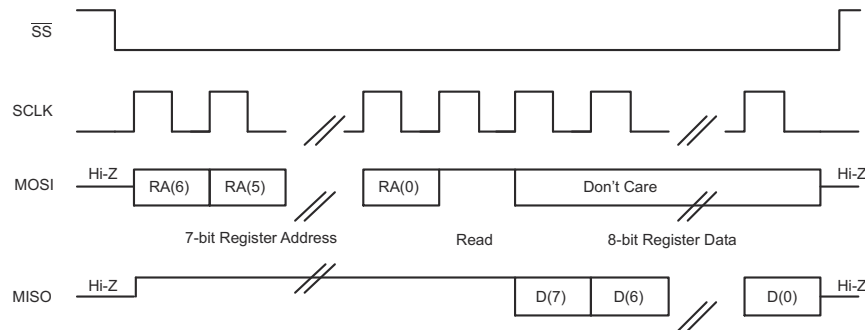 SS
SCLK
Hi-Z
MOSI
RA(6)
RA(5)
RA(0)
Don't Care
Hi-Z
7-bit Register Address
Read
8-bit Register Data
Hi-Z
MISO
D(7)
D(6)
D(0)
Hi-Z